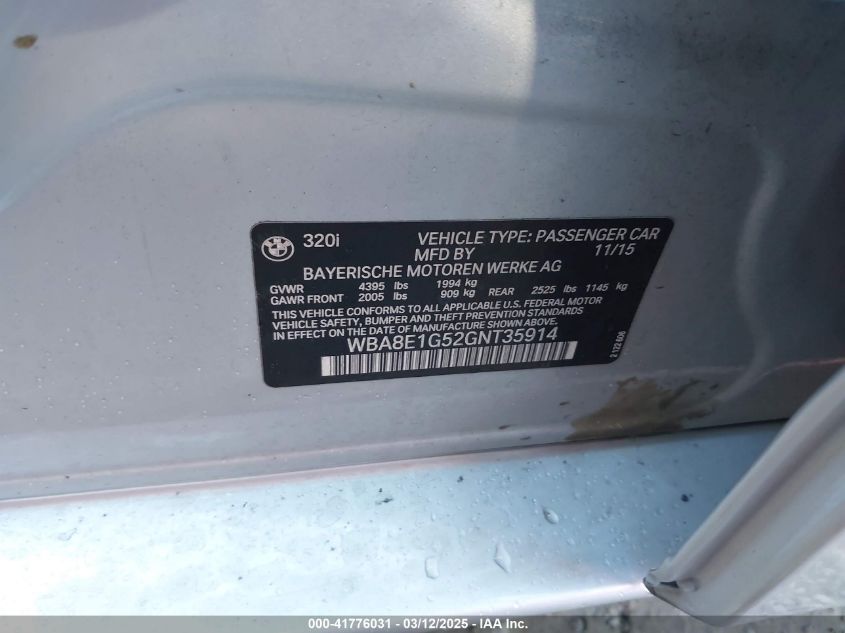 BMW
320i VEHICLE TYPE: PASSENGER CAR
MFD BY 11/15
BAYERISCHE MOTOREN WERKE AG
GVWR 4395 lbs 1994 kg
GAWR FRONT 2005 lbs 909 kg REAR 2525 lbs 1145 kg
THIS VEHICLE CONFORMS TO ALL APPLICABLE U.S. FEDERAL MOTOR
VEHICLE SAFETY, BUMPER AND THEFT PREVENTION STANDARDS
IN EFFECT ON THE DATE OF MANUFACTURE SHOWN ABOVE.
WBA8E1G52GNT35914
000-41776031 - 03/12/2025 - IAA Inc.